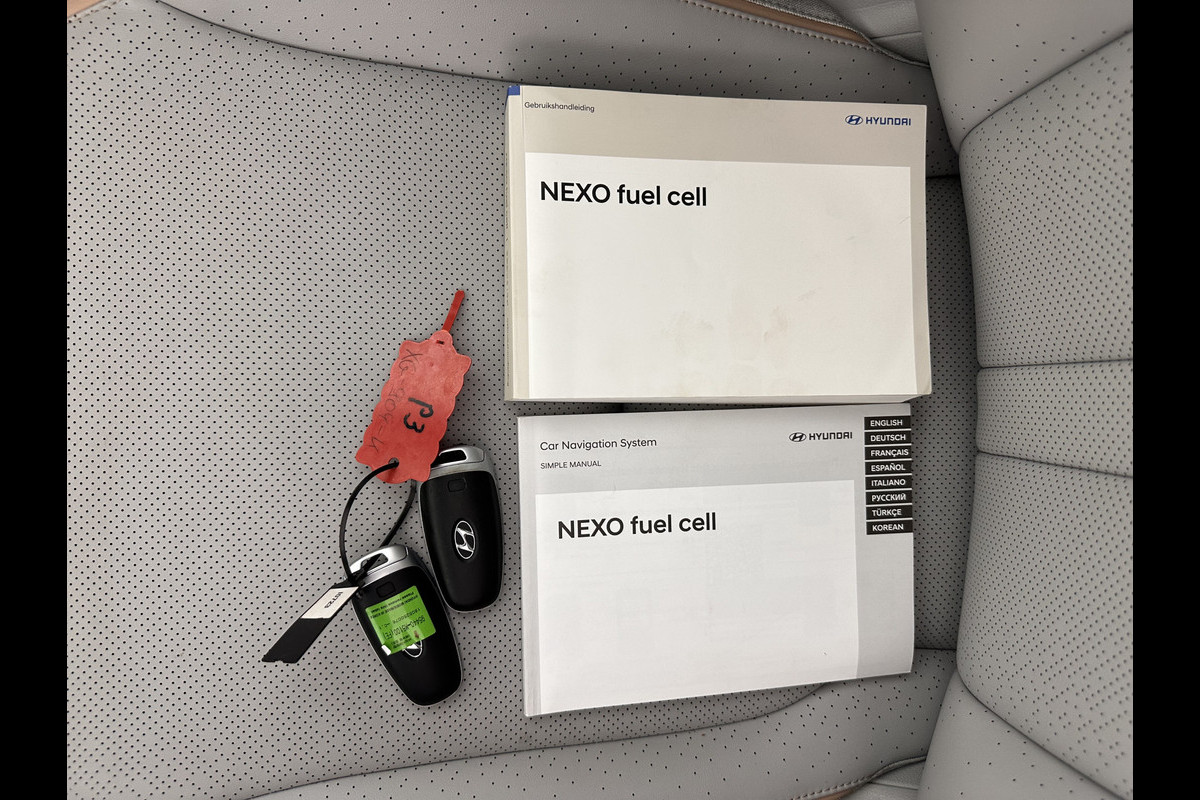 Gebruikshandleiding
HYUNDAI
NEXO fuel cell
Car Navigation System
SIMPLE MANUAL
HYUNDAI
NEXO fuel cell
ENGLISH
DEUTSCH
FRANÇAIS
ESPAÑOL
ITALIANO
РУССКИЙ
TÜRKÇE
KOREAN
P3